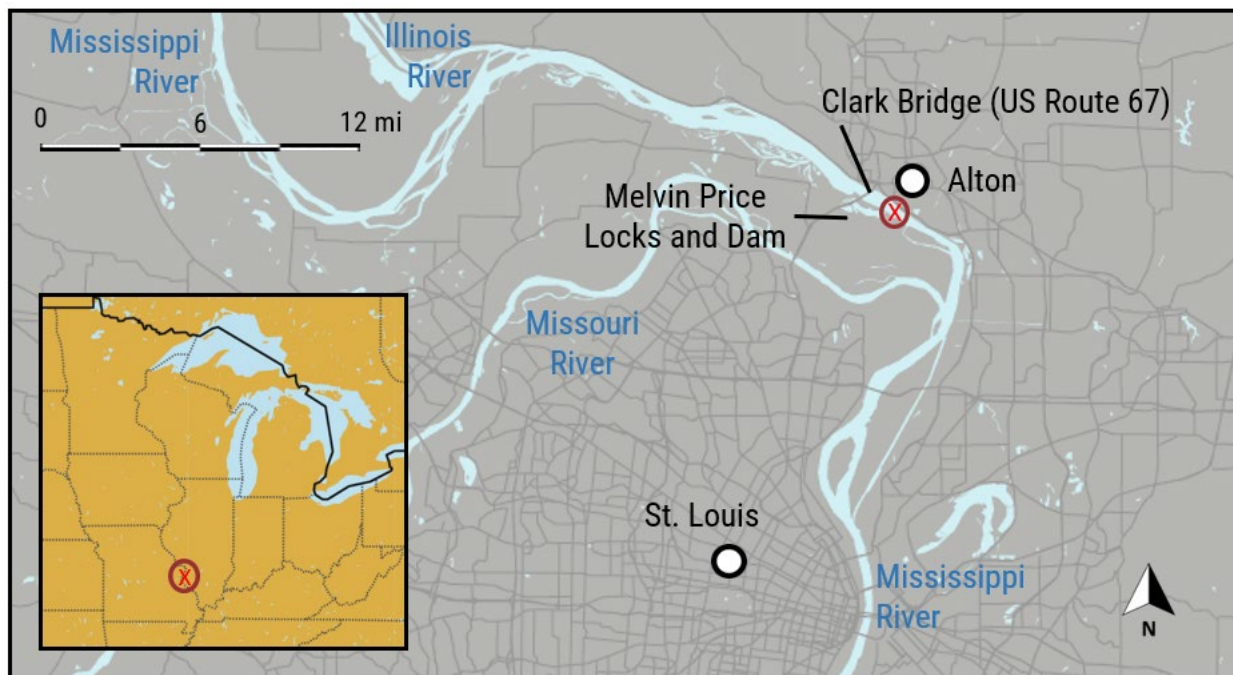 Mississippi
River
Illinois
River
0
6
12 mi
Clark Bridge (US Route 67)
Alton
X
Melvin Price
Locks and Dam
Missouri
River
X
St. Louis
Mississippi
River
N